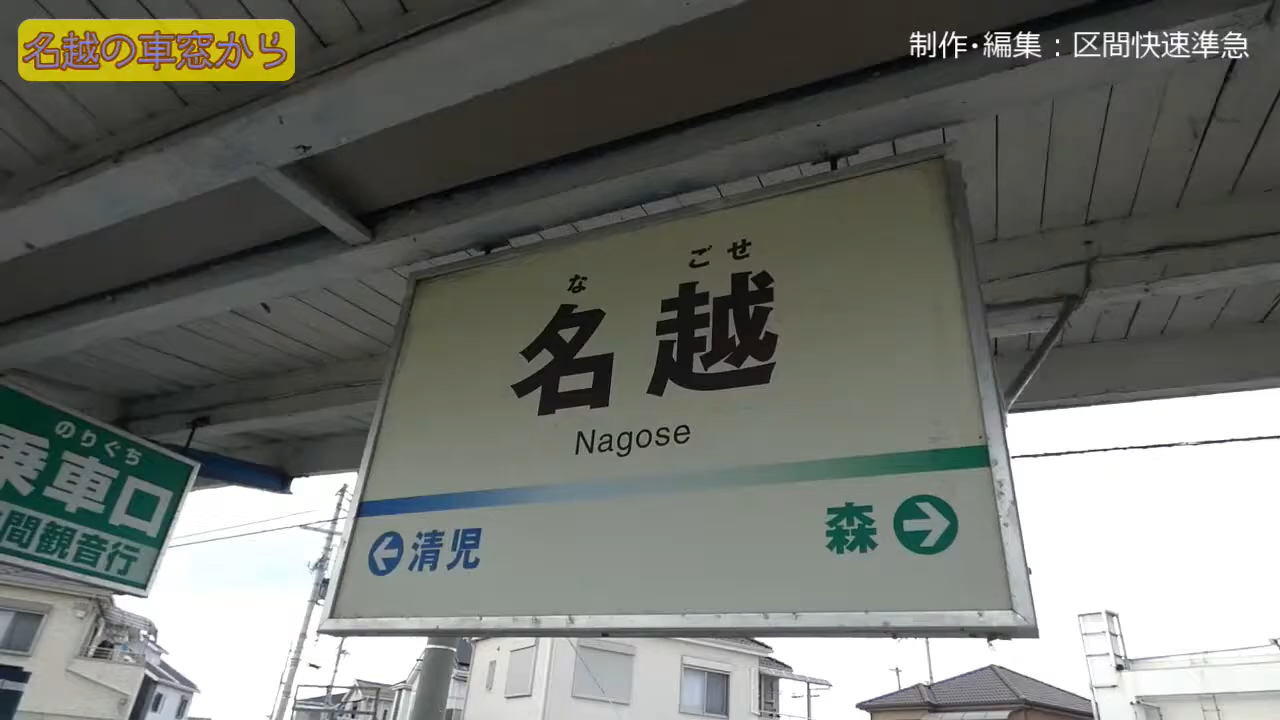 名越の車窓から
制作・編集：区間快速準急
なごせ
名越
Nagose
清児
森
のりぐち
乗車口
間観音行